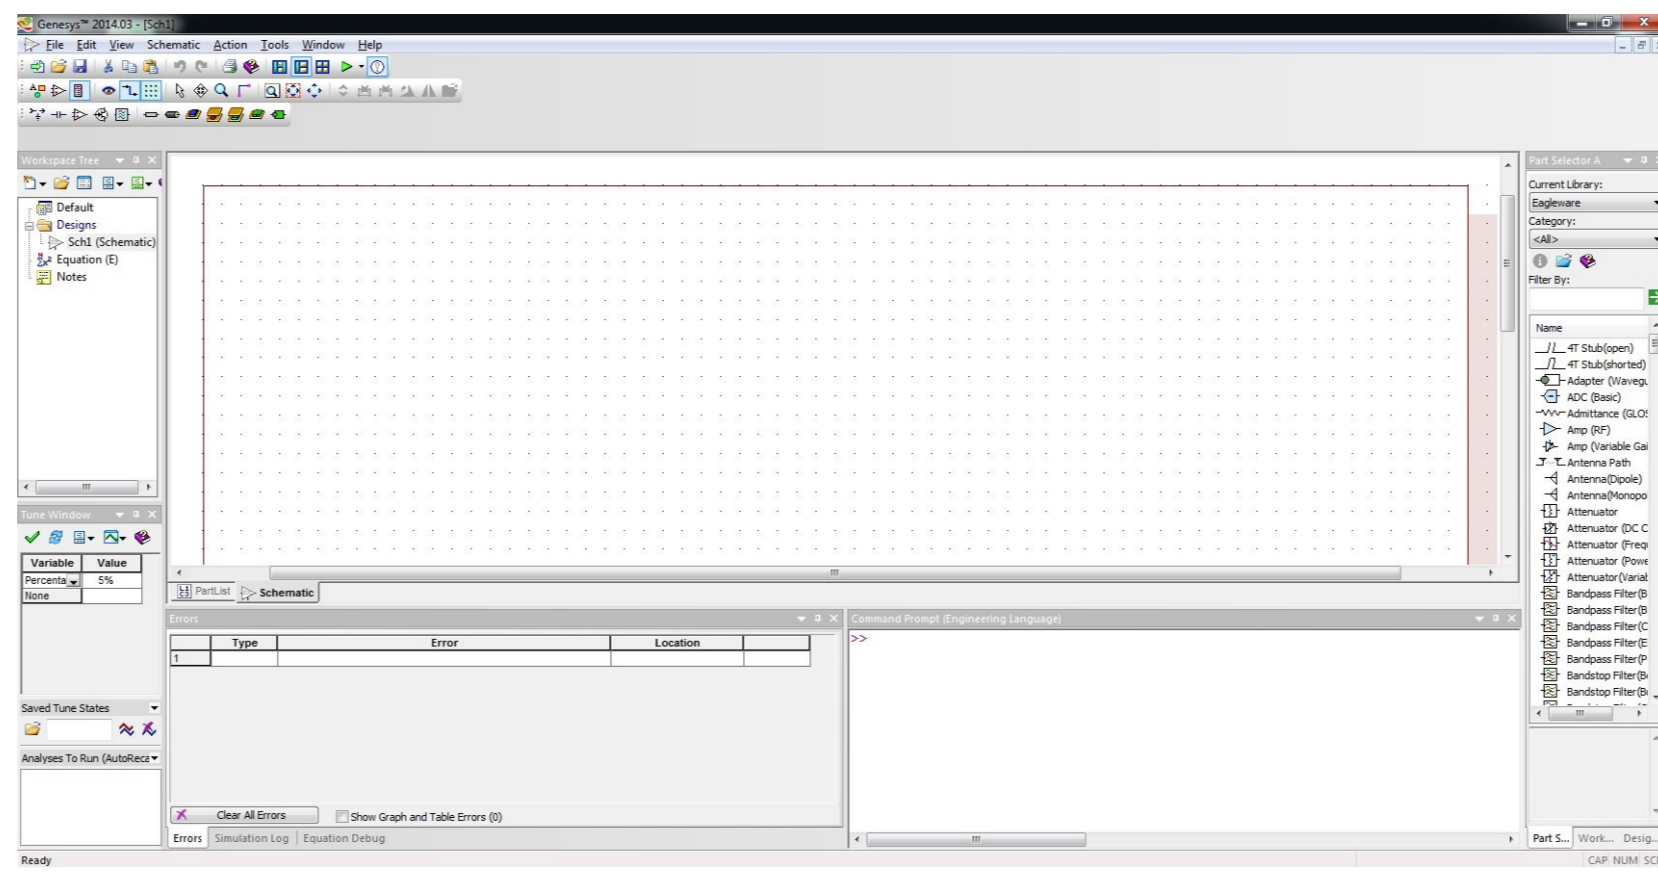 Genesys™ 2014.03 - [Sch1]
File Edit View Schematic Action Tools Window Help
Workspace Tree
Default
Designs
Sch1 (Schematic)
Equation (E)
Notes
Tune Window
Variable Value
Percenta 5%
None
Saved Tune States
Analyses To Run (AutoReca
PartList Schematic
Errors
Type Error Location
1
Clear All Errors
Show Graph and Table Errors (0)
Errors Simulation Log Equation Debug
Command Prompt (Engineering Language)
>>
Part Selector A
Current Library:
Eagleware
Category:
<All>
Filter By:
Name
4T Stub(open)
4T Stub(shorted)
Adapter (Wavegu
ADC (Basic)
Admittance (GLOS
Amp (RF)
Amp (Variable Gai
Antenna Path
Antenna(Dipole)
Antenna(Monopo
Attenuator
Attenuator (DC C
Attenuator (Frequ
Attenuator (Powe
Attenuator(Variab
Bandpass Filter(B
Bandpass Filter(B
Bandpass Filter(C
Bandpass Filter(E
Bandpass Filter(P
Bandstop Filter(B
Bandstop Filter(B
Part S... Work... Desig...
Ready
CAP NUM SC